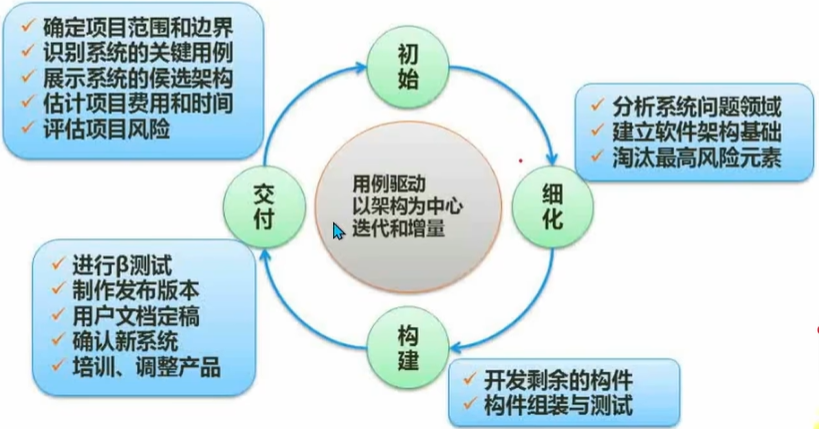 确定项目范围和边界
识别系统的关键用例
展示系统的侯选架构
估计项目费用和时间
评估项目风险
初
始
分析系统问题领域
建立软件架构基础
淘汰最高风险元素
用例驱动
以架构为中心
迭代和增量
交
付
细
化
进行β测试
制作发布版本
用户文档定稿
确认新系统
培训、调整产品
构
建
开发剩余的构件
构件组装与测试